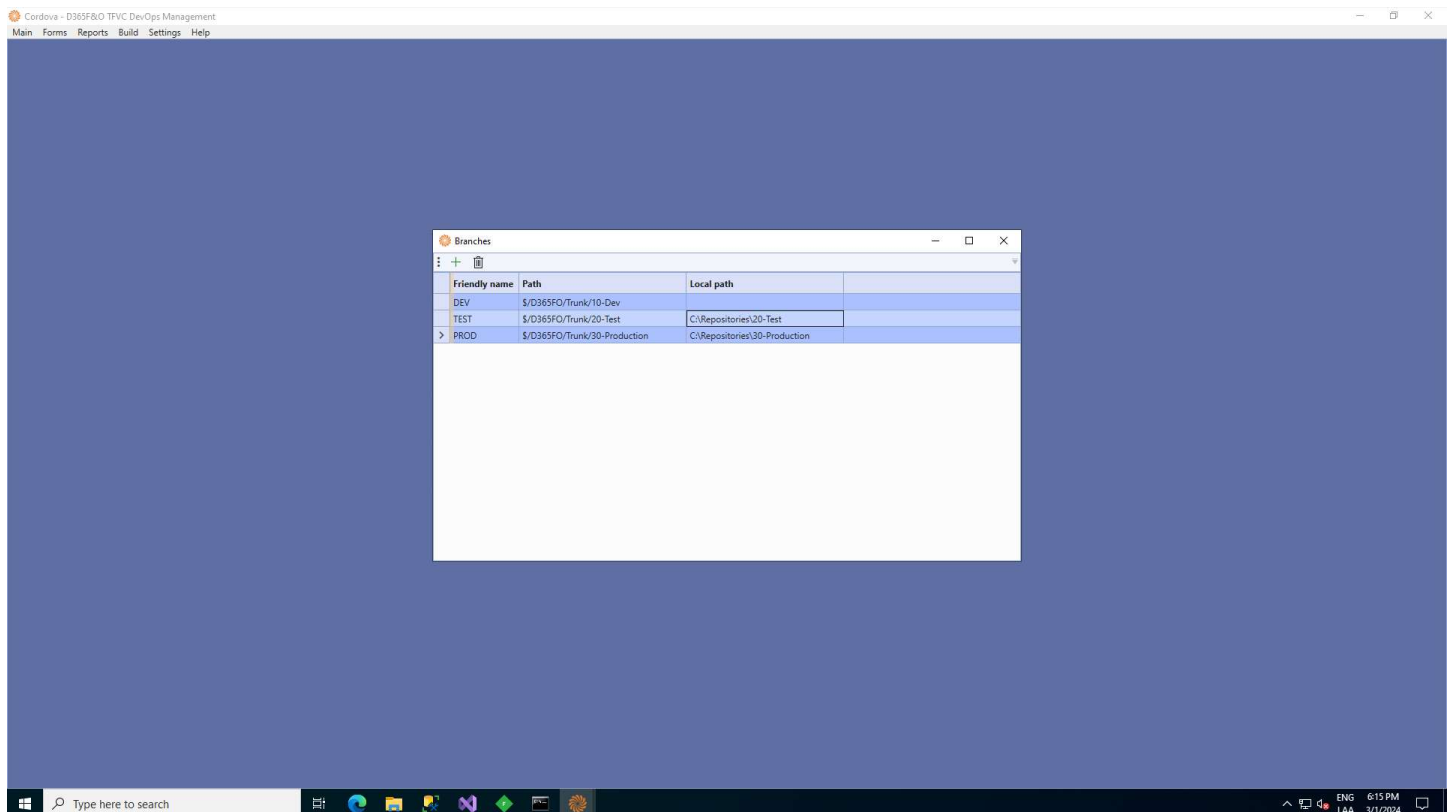 Cordova - D365F&O TFVC DevOps Management
Main Forms Reports Build Settings Help
Branches
Friendly name Path Local path
DEV $/D365FO/Trunk/10-Dev
TEST $/D365FO/Trunk/20-Test C:\Repositories\20-Test
PROD $/D365FO/Trunk/30-Production C:\Repositories\30-Production
Type here to search
ENG 6:15 PM
LAA 3/1/2024